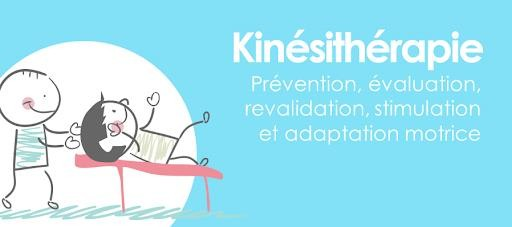 Kinésithérapie
Prévention, évaluation,
revalidation, stimulation
et adaptation motrice